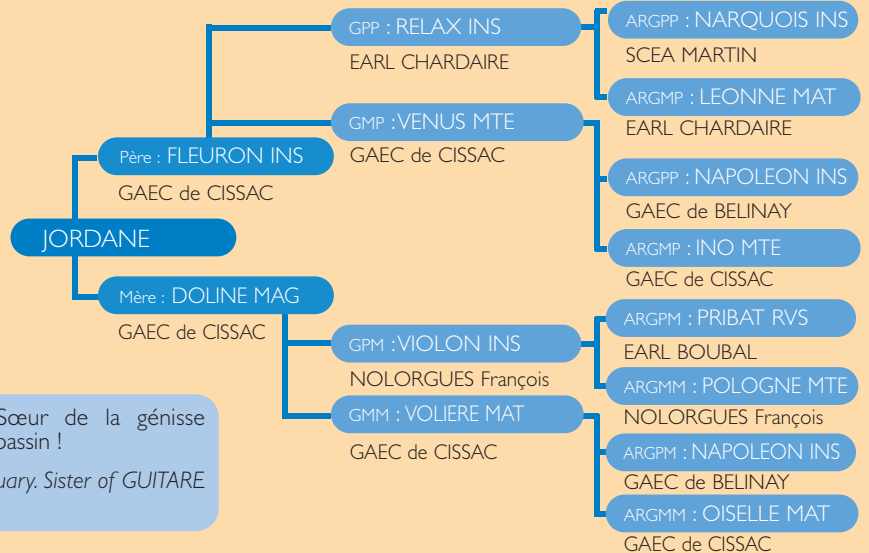 GPP : RELAX INS
EARL CHARDAIRE
ARGPP : NARQUOIS INS
SCEA MARTIN
ARGMP : LEONNE MAT
EARL CHARDAIRE
GMP : VENUS MTE
GAEC de CISSAC
Père : FLEURON INS
GAEC de CISSAC
ARGPP : NAPOLEON INS
GAEC de BELINAY
ARGMP : INO MTE
GAEC de CISSAC
JORDANE
Mère : DOLINE MAG
GAEC de CISSAC
GPM : VIOLON INS
NOLORGUES François
ARGPM : PRIBAT RVS
EARL BOUBAL
ARGMM : POLOGNE MTE
NOLORGUES François
GMM : VOLIERE MAT
GAEC de CISSAC
ARGPM : NAPOLEON INS
GAEC de BELINAY
ARGMM : OISELLE MAT
GAEC de CISSAC
Sœur de la génisse
bassin !
uary. Sister of GUITARE